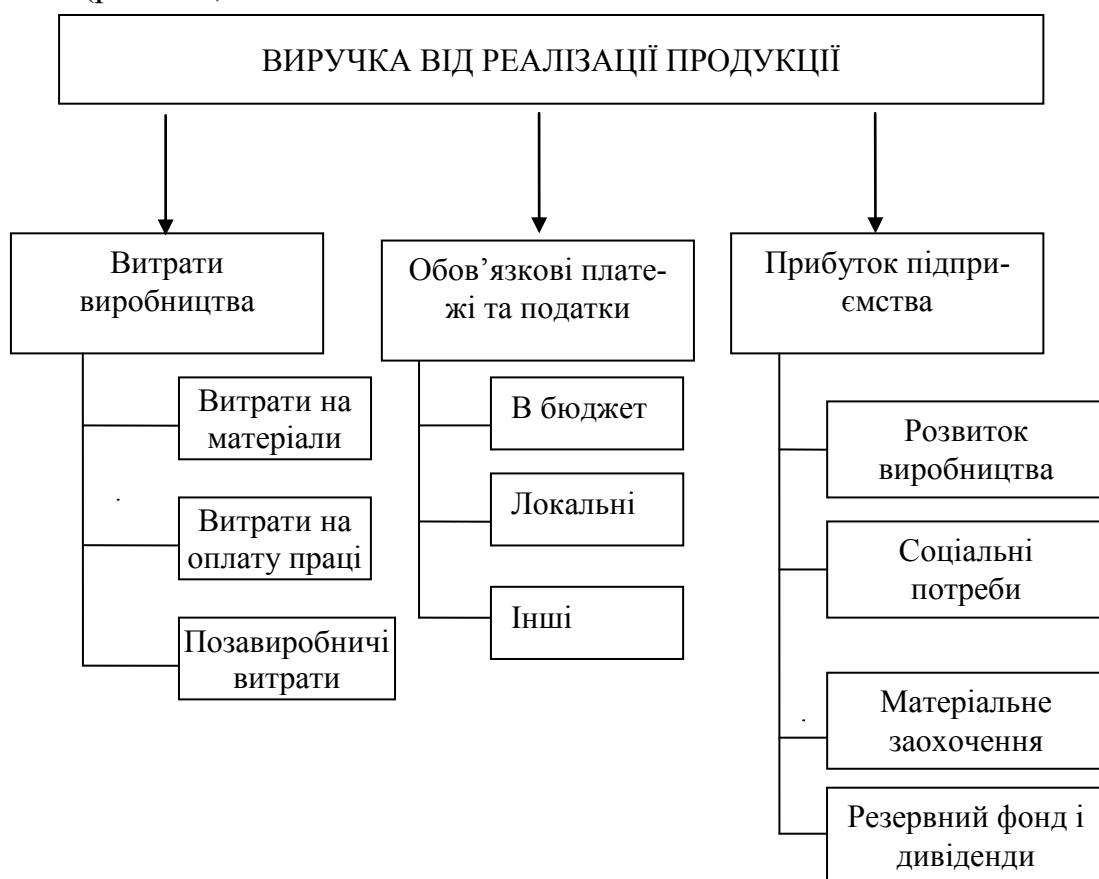 ВИРУЧКА ВІД РЕАЛІЗАЦІЇ ПРОДУКЦІЇ
Витрати
виробництва
Обов’язкові плате-
жі та податки
Прибуток підпри-
ємства
Витрати на
матеріали
Витрати на
оплату праці
Позавиробничі
витрати
В бюджет
Локальні
Інші
Розвиток
виробництва
Соціальні
потреби
Матеріальне
заохочення
Резервний фонд і
дивіденди